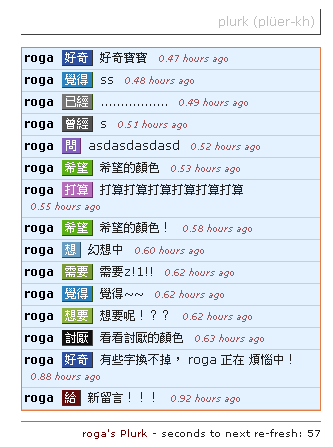 plurk (plüer-kh)
roga 好奇 好奇寶寶 0.47 hours ago
roga 覺得 ss 0.48 hours ago
roga 已經 ................. 0.49 hours ago
roga 曾經 s 0.51 hours ago
roga 問 asdasdasdasd 0.52 hours ago
roga 希望 希望的顏色 0.53 hours ago
roga 打算 打算打算打算打算打算打算
0.55 hours ago
roga 希望 希望的顏色！ 0.58 hours ago
roga 想 幻想中 0.60 hours ago
roga 需要 需要z!1!! 0.62 hours ago
roga 覺得 覺得~~ 0.62 hours ago
roga 想要 想要呢！？？ 0.62 hours ago
roga 討厭 看看討厭的顏色 0.63 hours ago
roga 好奇 有些字換不掉， roga 正在 煩惱中！
0.88 hours ago
roga 給 新留言！！！ 0.92 hours ago
roga's Plurk - seconds to next re-fresh: 57